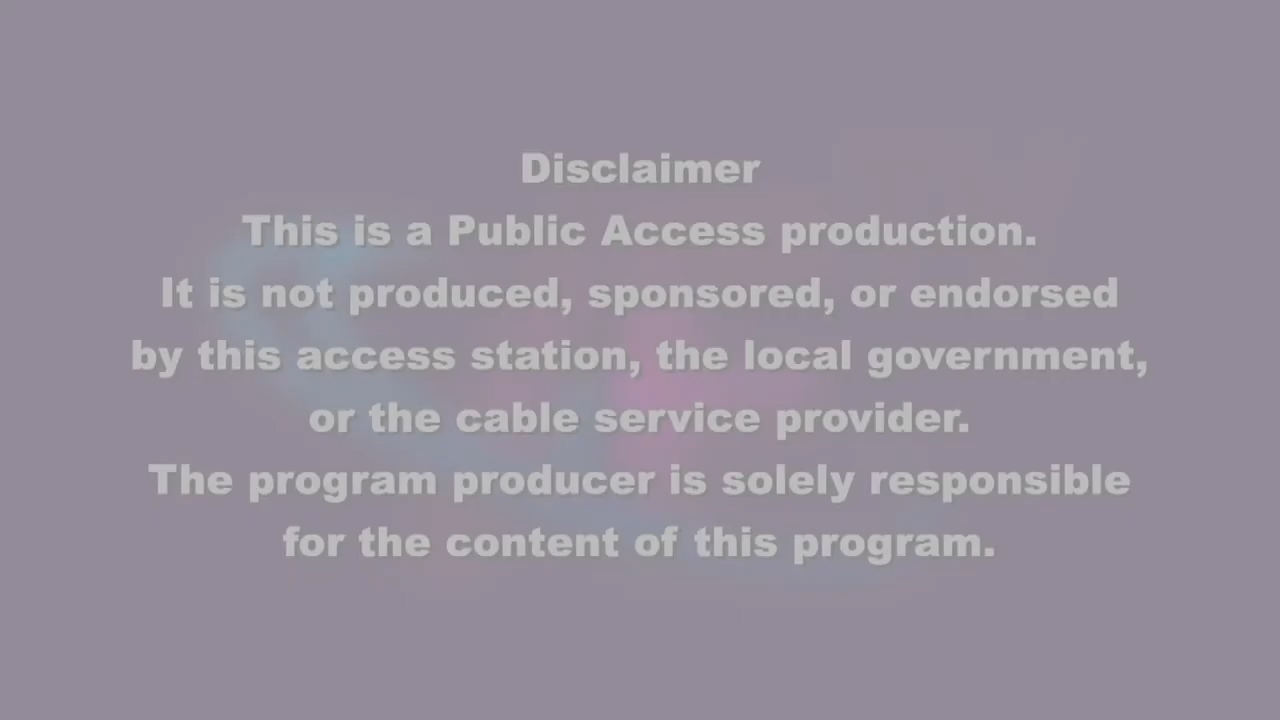 Disclaimer
This is a Public Access production.
It is not produced, sponsored, or endorsed
by this access station, the local government,
or the cable service provider.
The program producer is solely responsible
for the content of this program.